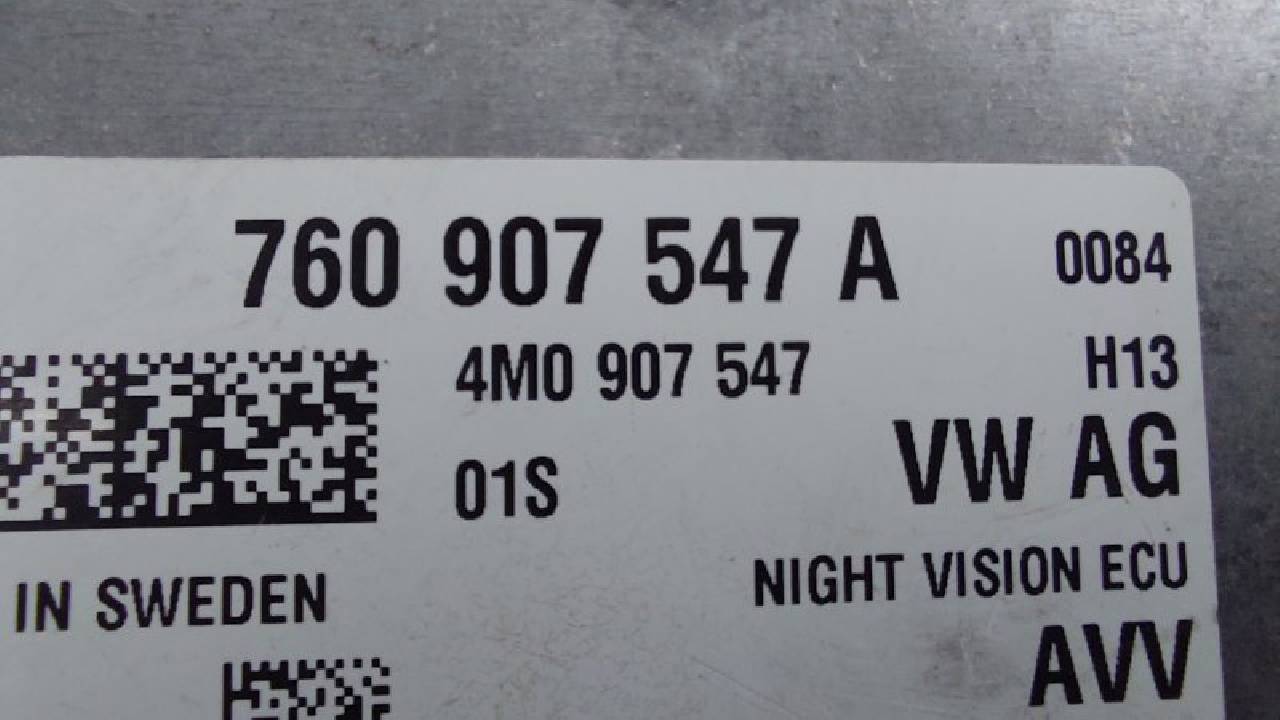 760 907 547 A 0084
4M0 907 547 H13
VW AG
01S
NIGHT VISION ECU
IN SWEDEN
AVV